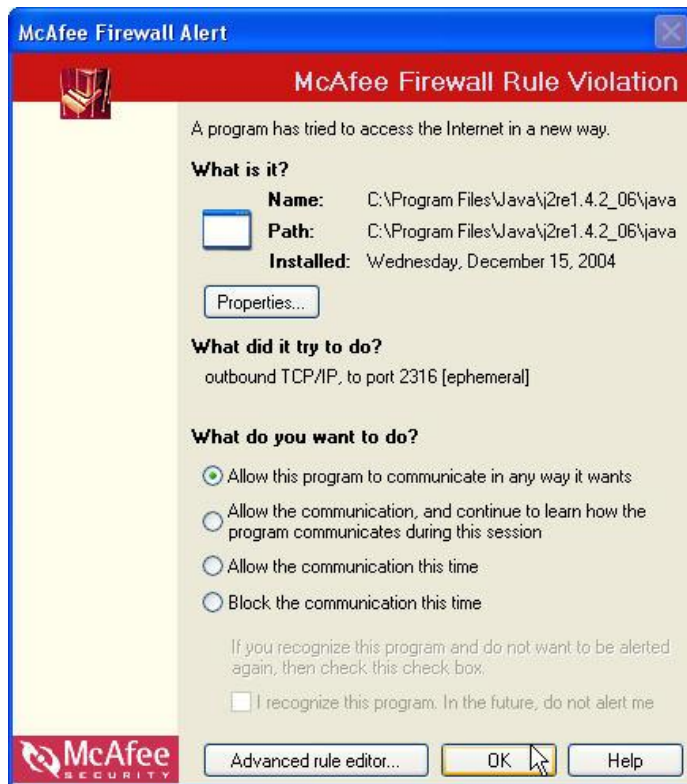 McAfee Firewall Alert
McAfee Firewall Rule Violation
A program has tried to access the Internet in a new way.
What is it?
Name: C:\Program Files\Java\j2re1.4.2_06\java
Path: C:\Program Files\Java\j2re1.4.2_06\java
Installed: Wednesday, December 15, 2004
Properties...
What did it try to do?
outbound TCP/IP, to port 2316 [ephemeral]
What do you want to do?
Allow this program to communicate in any way it wants
Allow the communication, and continue to learn how the
program communicates during this session
Allow the communication this time
Block the communication this time
If you recognize this program and do not want to be alerted
again, then check this check box.
I recognize this program. In the future, do not alert me
McAfee
SECURITY
Advanced rule editor...
OK
Help